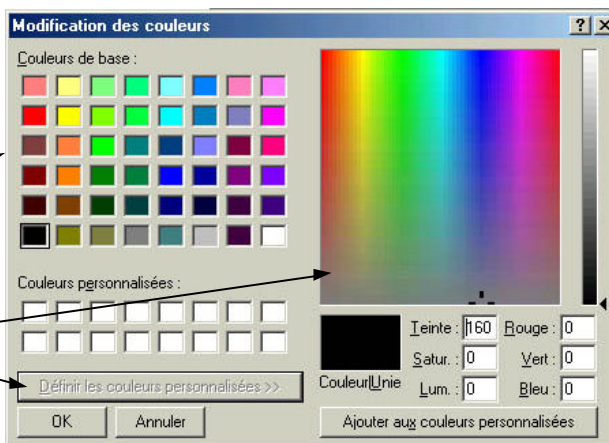 Modification des couleurs
Couleurs de base :
Couleurs personnalisées :
Définir les couleurs personnalisées >>
OK Annuler
Couleur|Unie
Teinte : 160 Rouge : 0
Satur. : 0 Vert : 0
Lum. : 0 Bleu : 0
Ajouter aux couleurs personnalisées